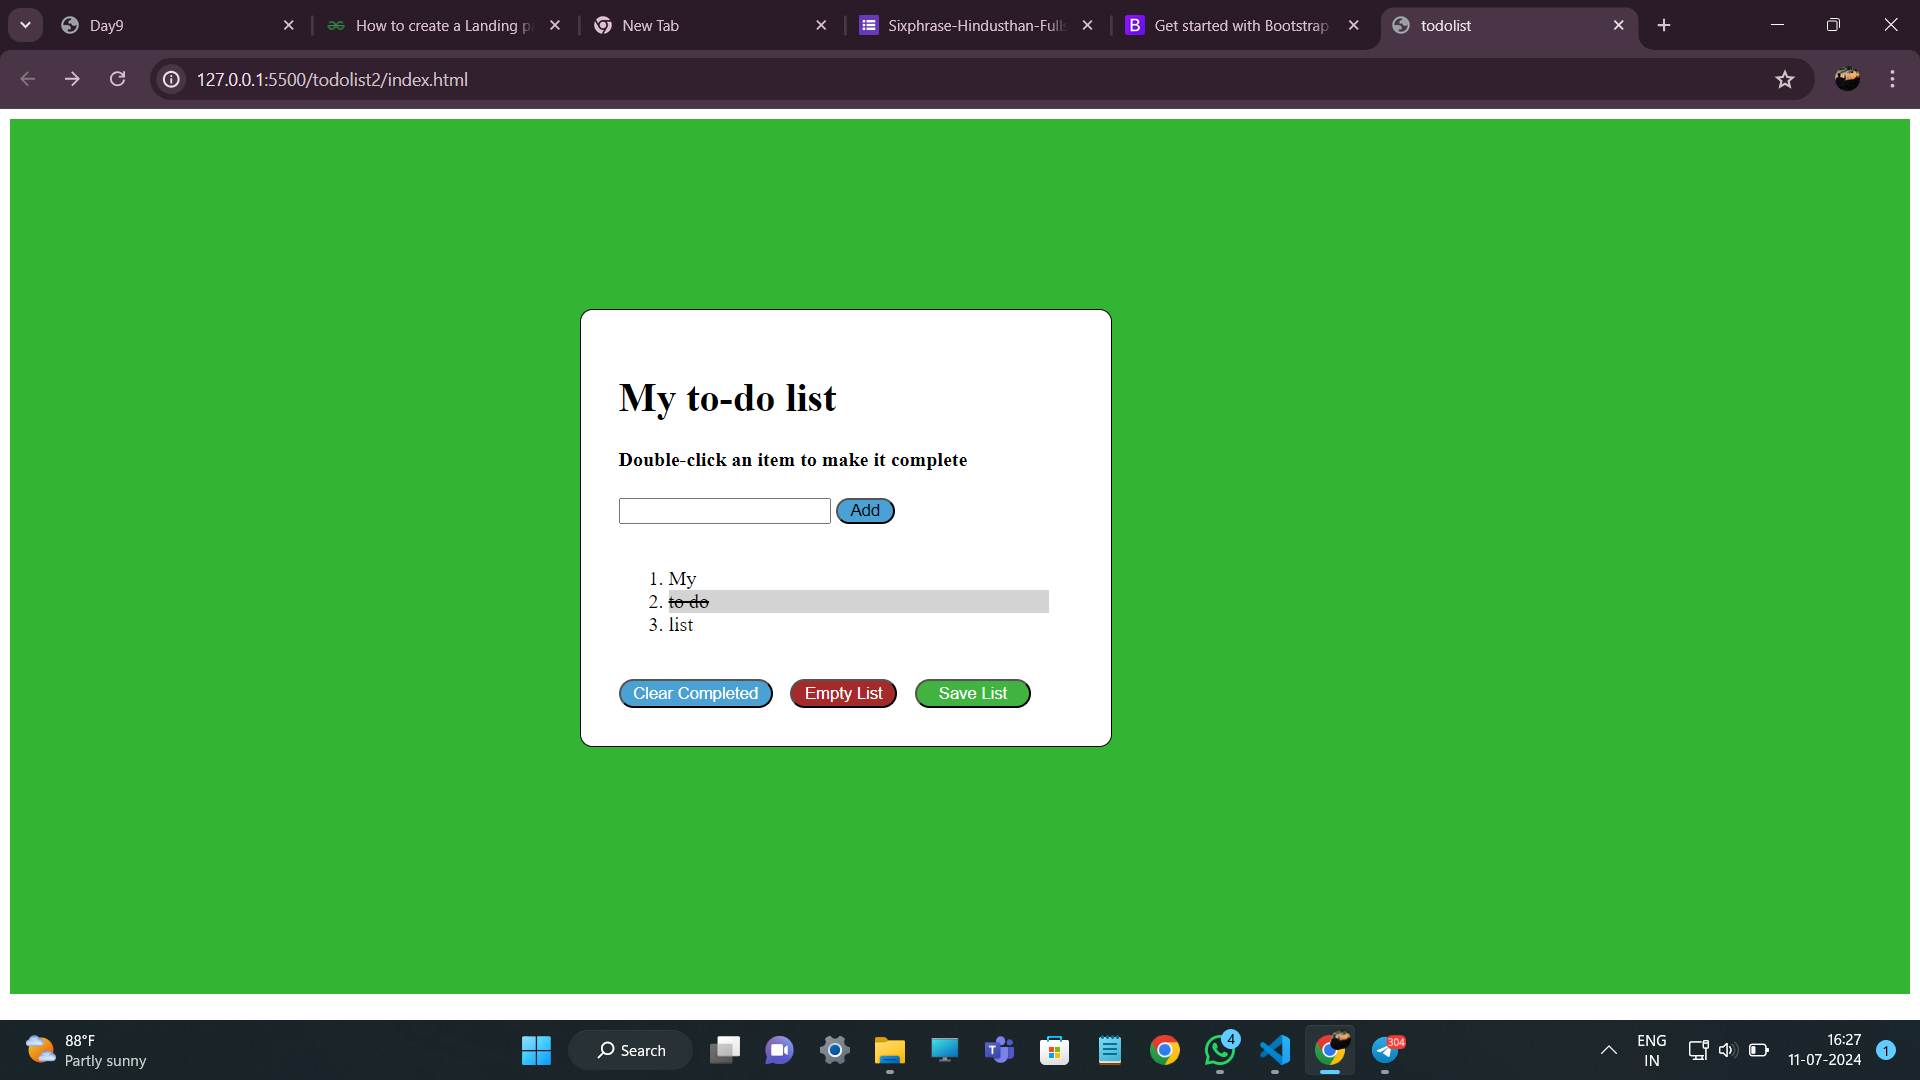 Day9
How to create a Landing p
New Tab
Sixphrase-Hindusthan-Fulls
Get started with Bootstrap
todolist
127.0.0.1:5500/todolist2/index.html
My to-do list
Double-click an item to make it complete
Add
1. My
2. to do
3. list
Clear Completed
Empty List
Save List
88°F
Partly sunny
Search
4
304
ENG
IN
16:27
11-07-2024
1